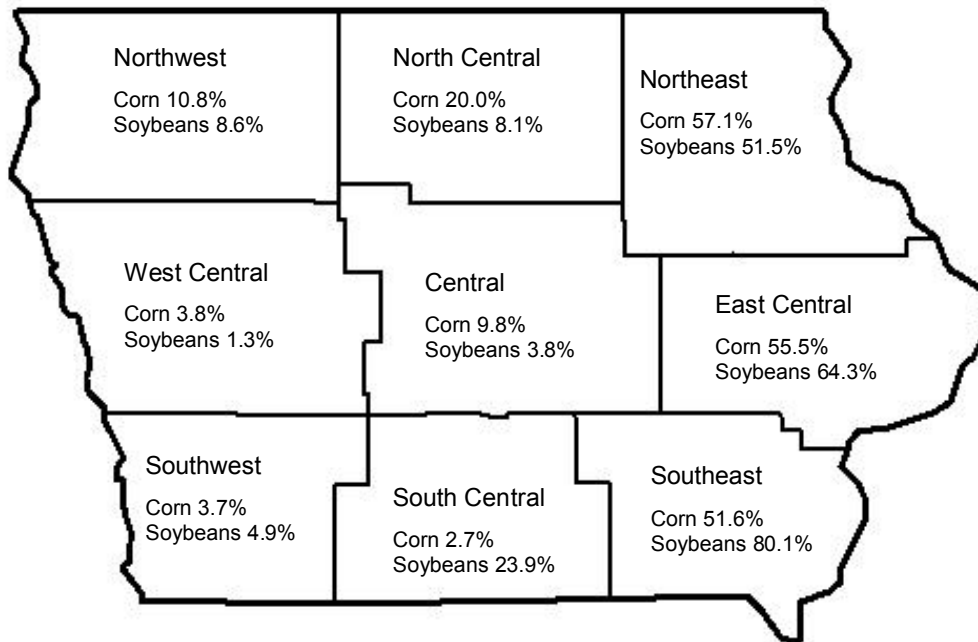 Northwest
Corn 10.8%
Soybeans 8.6%
North Central
Corn 20.0%
Soybeans 8.1%
Northeast
Corn 57.1%
Soybeans 51.5%
West Central
Corn 3.8%
Soybeans 1.3%
Central
Corn 9.8%
Soybeans 3.8%
East Central
Corn 55.5%
Soybeans 64.3%
Southwest
Corn 3.7%
Soybeans 4.9%
South Central
Corn 2.7%
Soybeans 23.9%
Southeast
Corn 51.6%
Soybeans 80.1%